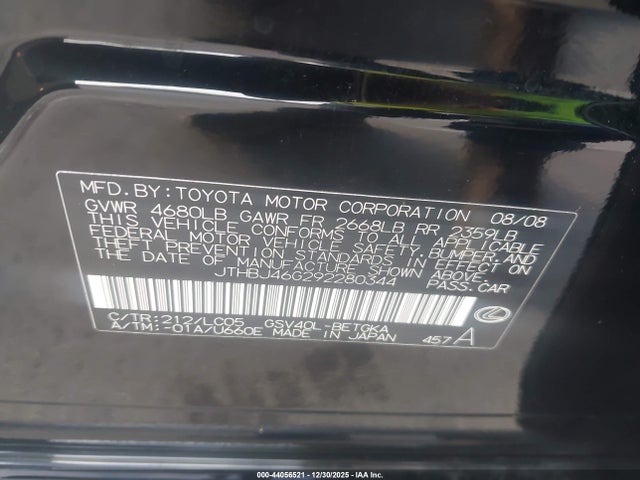 MFD.BY:TOYOTA MOTOR CORPORATION 08/08
GVWR 4680LB GAWR FR 2668LB RR 2359LB
THIS VEHICLE CONFORMS TO ALL APPLICABLE
FEDERAL MOTOR VEHICLE SAFETY,BUMPER,AND
THEFT PREVENTION STANDARDS IN EFFECT ON
THE DATE OF MANUFACTURE SHOWN ABOVE.
JTHBJ46G292280344 PASS.CAR
C/TR:212/LC05 GSV40L-BETGKA
A/TM:-01A/U660E MADE IN JAPAN 457 A
000-44056521 - 12/30/2025 - IAA Inc.